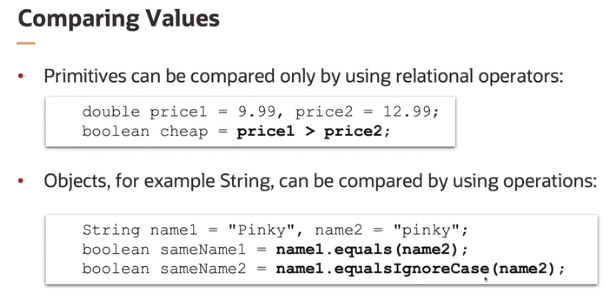 Comparing Values
• Primitives can be compared only by using relational operators:
double price1 = 9.99, price2 = 12.99;
boolean cheap = price1 > price2;
• Objects, for example String, can be compared by using operations:
String name1 = "Pinky", name2 = "pinky";
boolean sameName1 = name1.equals(name2);
boolean sameName2 = name1.equalsIgnoreCase(name2);